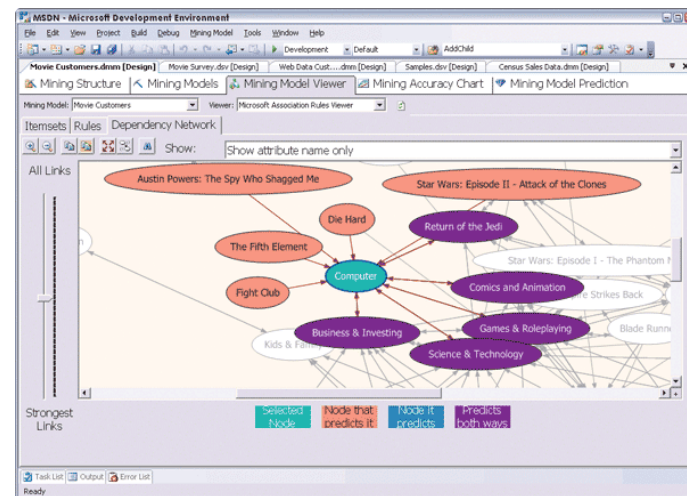 MSDN - Microsoft Development Environment
File Edit View Project Build Debug Mining Model Tools Window Help
Development Default AddChild
Movie Customers.dmm [Design] Movie Survey.dsv [Design] Web Data Cust....dmm [Design] Samples.dsv [Design] Census Sales Data.dmm [Design]
Mining Structure Mining Models Mining Model Viewer Mining Accuracy Chart Mining Model Prediction
Mining Model: Movie Customers Viewer: Microsoft Association Rules Viewer
Itemsets Rules Dependency Network
Show: Show attribute name only
All Links
Austin Powers: The Spy Who Shagged Me
Star Wars: Episode II - Attack of the Clones
Die Hard
Return of the Jedi
The Fifth Element
Star Wars: Episode I - The Phantom
Computer
Comics and Animation
Fight Club
Strikes Back
Business & Investing
Games & Roleplaying
Blade
Kids &
Science & Technology
Strongest
Links
Selected
Node
Node that
predicts it
Node it
predicts
Predicts
both ways
Task List Output Error List
Ready